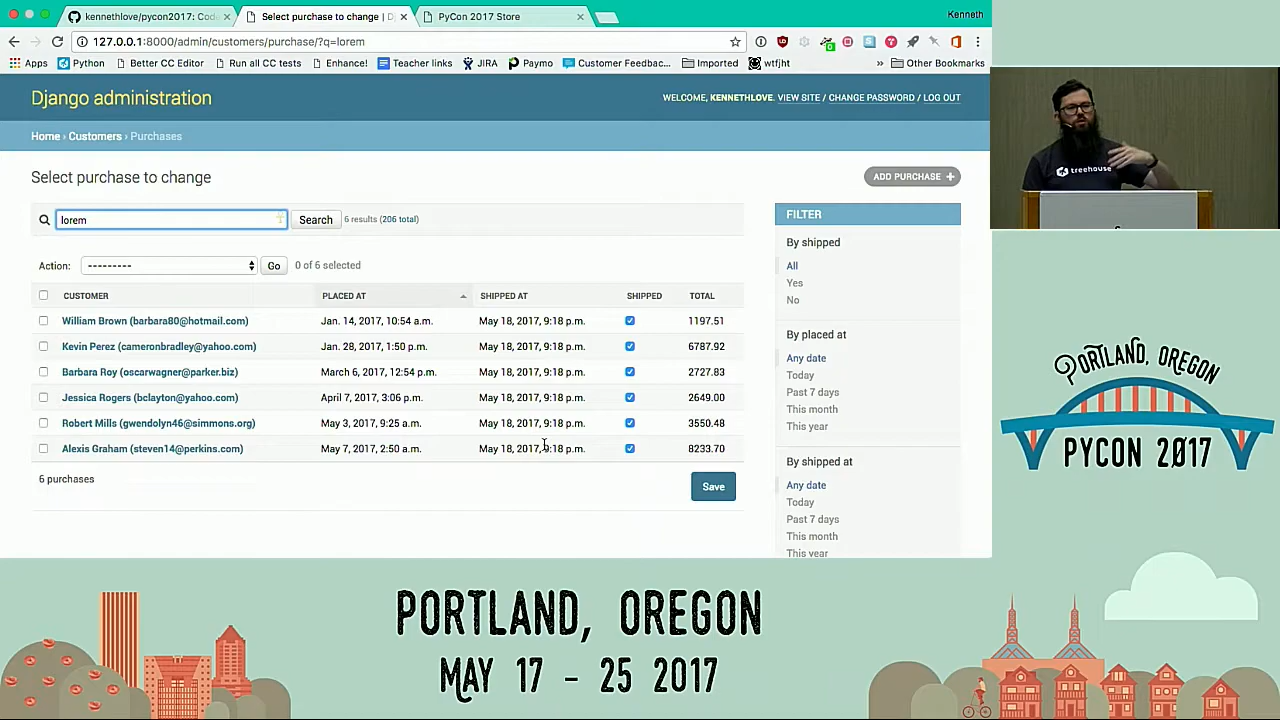 kennethlove/pycon2017: Cod
Select purchase to change | D
PyCon 2017 Store
Kenneth
127.0.0.1:8000/admin/customers/purchase/?q=lorem
Apps
Python
Better CC Editor
Run all CC tests
Enhance!
Teacher links
JIRA
Paymo
Customer Feedbac...
Imported
wtfjht
» Other Bookmarks
Django administration
WELCOME, KENNETHLOVE. VIEW SITE / CHANGE PASSWORD / LOG OUT
Home › Customers › Purchases
Select purchase to change
ADD PURCHASE +
lorem
Search
6 results (206 total)
Action: ---------
Go
0 of 6 selected
CUSTOMER PLACED AT SHIPPED AT SHIPPED TOTAL
William Brown (barbara80@hotmail.com) Jan. 14, 2017, 10:54 a.m. May 18, 2017, 9:18 p.m. 1197.51
Kevin Perez (cameronbradley@yahoo.com) Jan. 28, 2017, 1:50 p.m. May 18, 2017, 9:18 p.m. 6787.92
Barbara Roy (oscarwagner@parker.biz) March 6, 2017, 12:54 p.m. May 18, 2017, 9:18 p.m. 2727.83
Jessica Rogers (bclayton@yahoo.com) April 7, 2017, 3:06 p.m. May 18, 2017, 9:18 p.m. 2649.00
Robert Mills (gwendolyn46@simmons.org) May 3, 2017, 9:25 a.m. May 18, 2017, 9:18 p.m. 3550.48
Alexis Graham (steven14@perkins.com) May 7, 2017, 2:50 a.m. May 18, 2017, 9:18 p.m. 8233.70
6 purchases
Save
FILTER
By shipped
All
Yes
No
By placed at
Any date
Today
Past 7 days
This month
This year
By shipped at
Any date
Today
Past 7 days
This month
This year
treehouse
PORTLAND, OREGON
PYCON 2017
PORTLAND, OREGON
MAY 17 - 25 2017